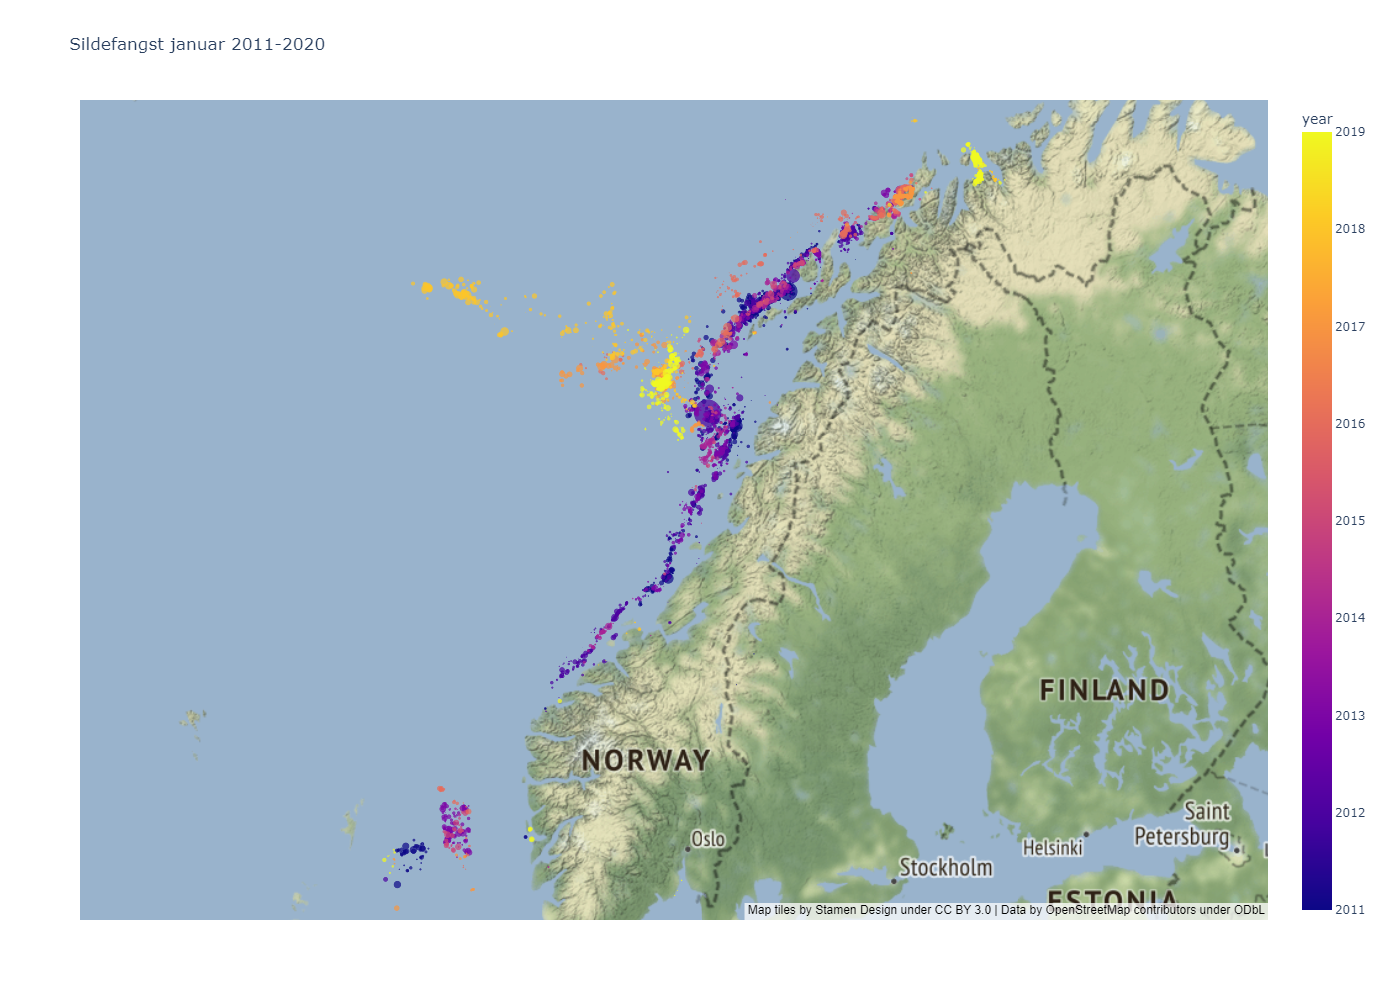 Sildefangst januar 2011-2020
year
2019
2018
2017
2016
2015
2014
2013
2012
2011
FINLAND
NORWAY
Saint
Petersburg
Oslo
Helsinki
Stockholm
ESTONIA
Map tiles by Stamen Design under CC BY 3.0 | Data by OpenStreetMap contributors under ODbL